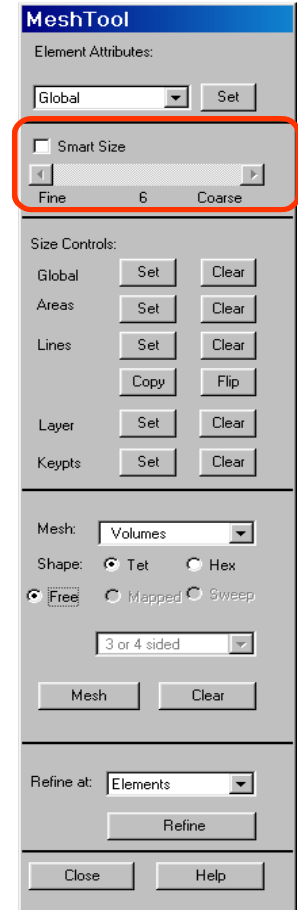 MeshTool
Element Attributes:
Global Set
Smart Size
Fine 6 Coarse
Size Controls:
Global Set Clear
Areas Set Clear
Lines Set Clear
Copy Flip
Layer Set Clear
Keypts Set Clear
Mesh: Volumes
Shape: Tet Hex
Free Mapped Sweep
3 or 4 sided
Mesh Clear
Refine at: Elements
Refine
Close Help